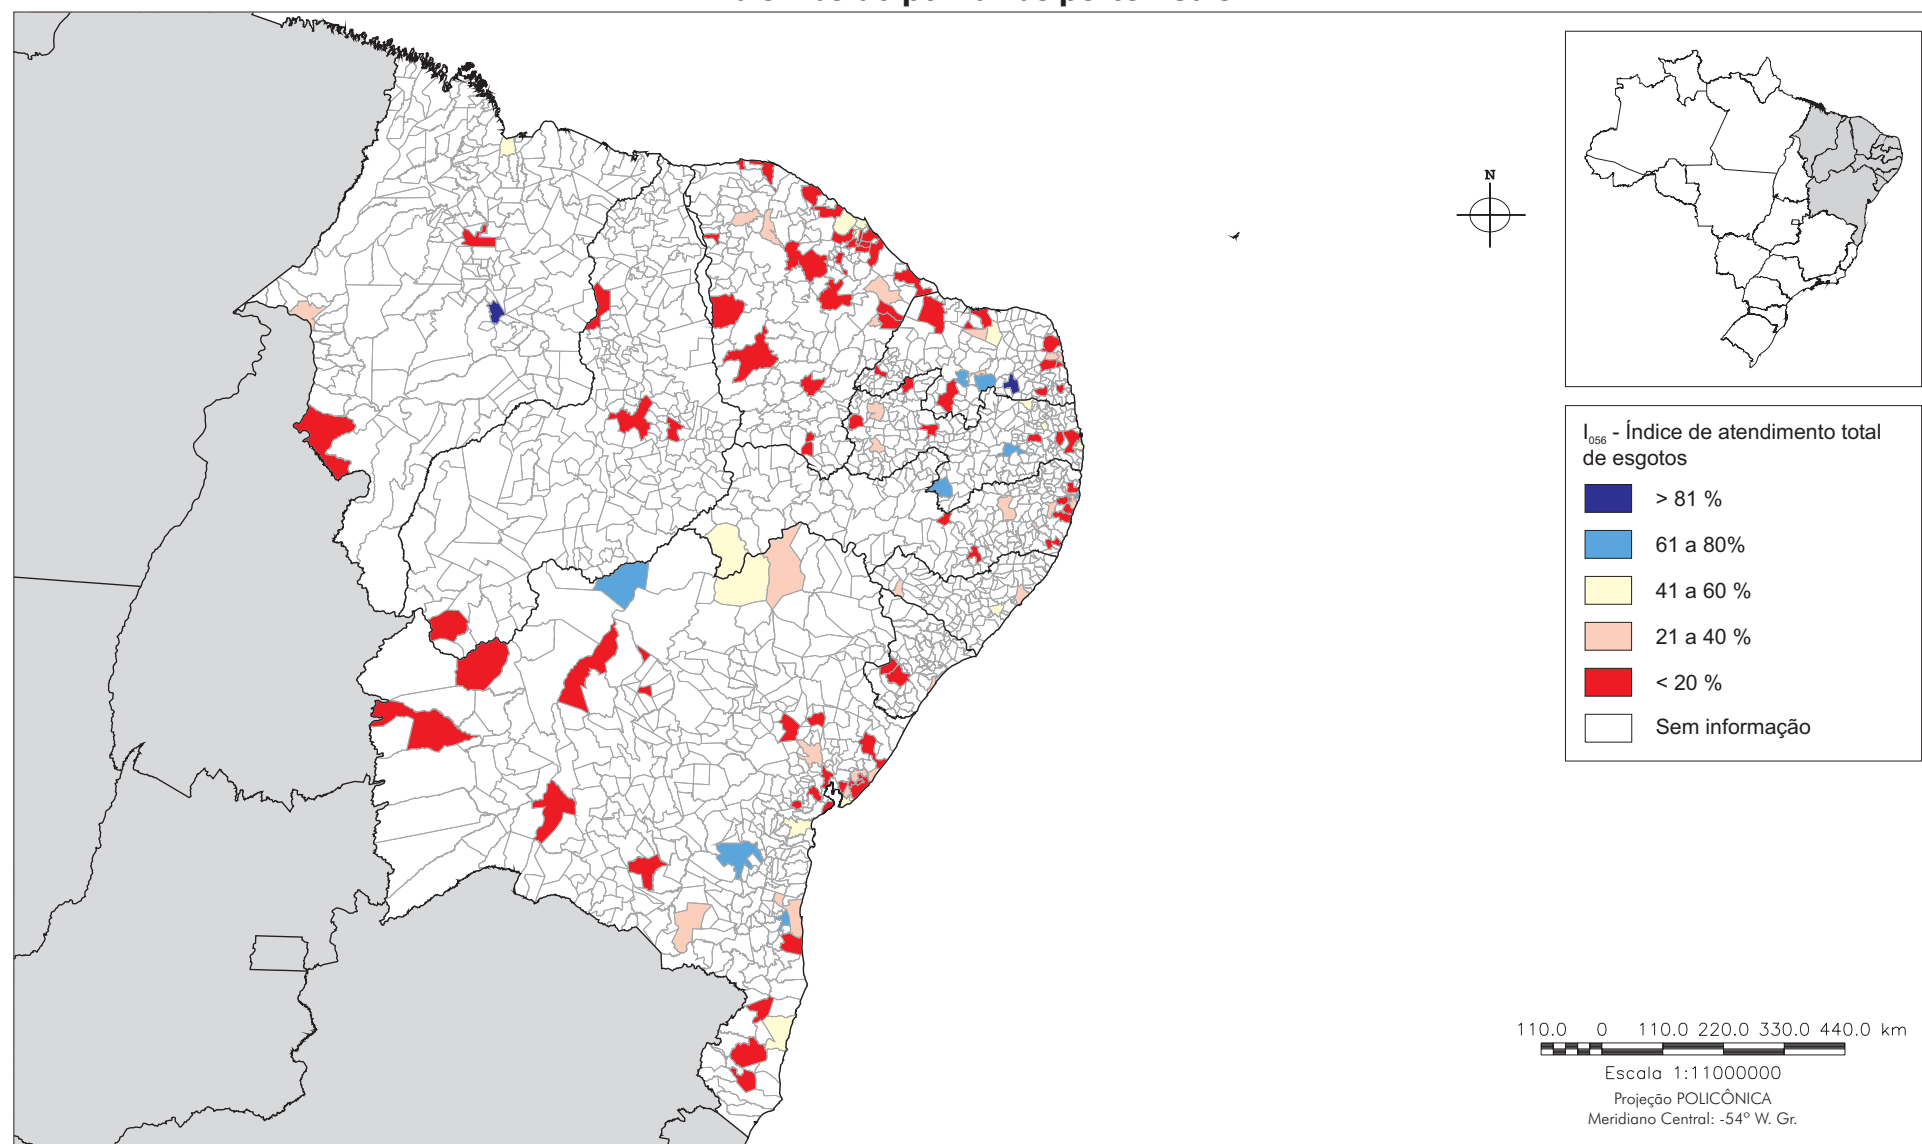 N
I056 - Índice de atendimento total
de esgotos
> 81 %
61 a 80%
41 a 60 %
21 a 40 %
< 20 %
Sem informação
110.0 0 110.0 220.0 330.0 440.0 km
Escala 1:11000000
Projeção POLICÔNICA
Meridiano Central: -54º W. Gr.